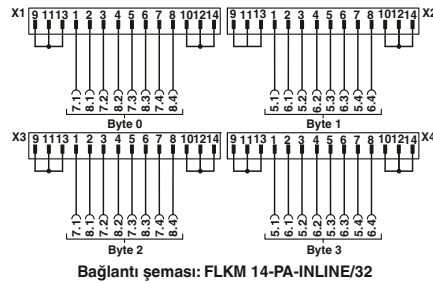 X1 9 11 13 1 2 3 4 5 6 7 8 10 12 14
9 11 13 1 2 3 4 5 6 7 8 10 12 14 X2
7.1 8.1 7.2 8.2 7.3 8.3 7.4 8.4
5.1 6.1 5.2 6.2 5.3 6.3 5.4 6.4
Byte 0
Byte 1
X3 9 11 13 1 2 3 4 5 6 7 8 10 12 14
9 11 13 1 2 3 4 5 6 7 8 10 12 14 X4
7.1 8.1 7.2 8.2 7.3 8.3 7.4 8.4
5.1 6.1 5.2 6.2 5.3 6.3 5.4 6.4
Byte 2
Byte 3
Bağlantı şeması: FLKM 14-PA-INLINE/32